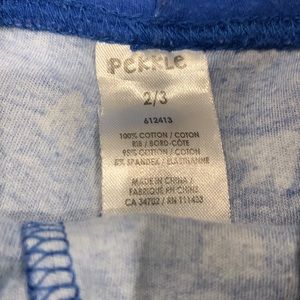 PEKKLE
2/3
612413
100% COTTON / COTON
RIB / BORD-CÔTE
95% COTTON / COTON
5% SPANDEX / ÉLASTHANNE
MADE IN CHINA /
FABRIQUÉ EN CHINE
CA 34702 / RN 111433